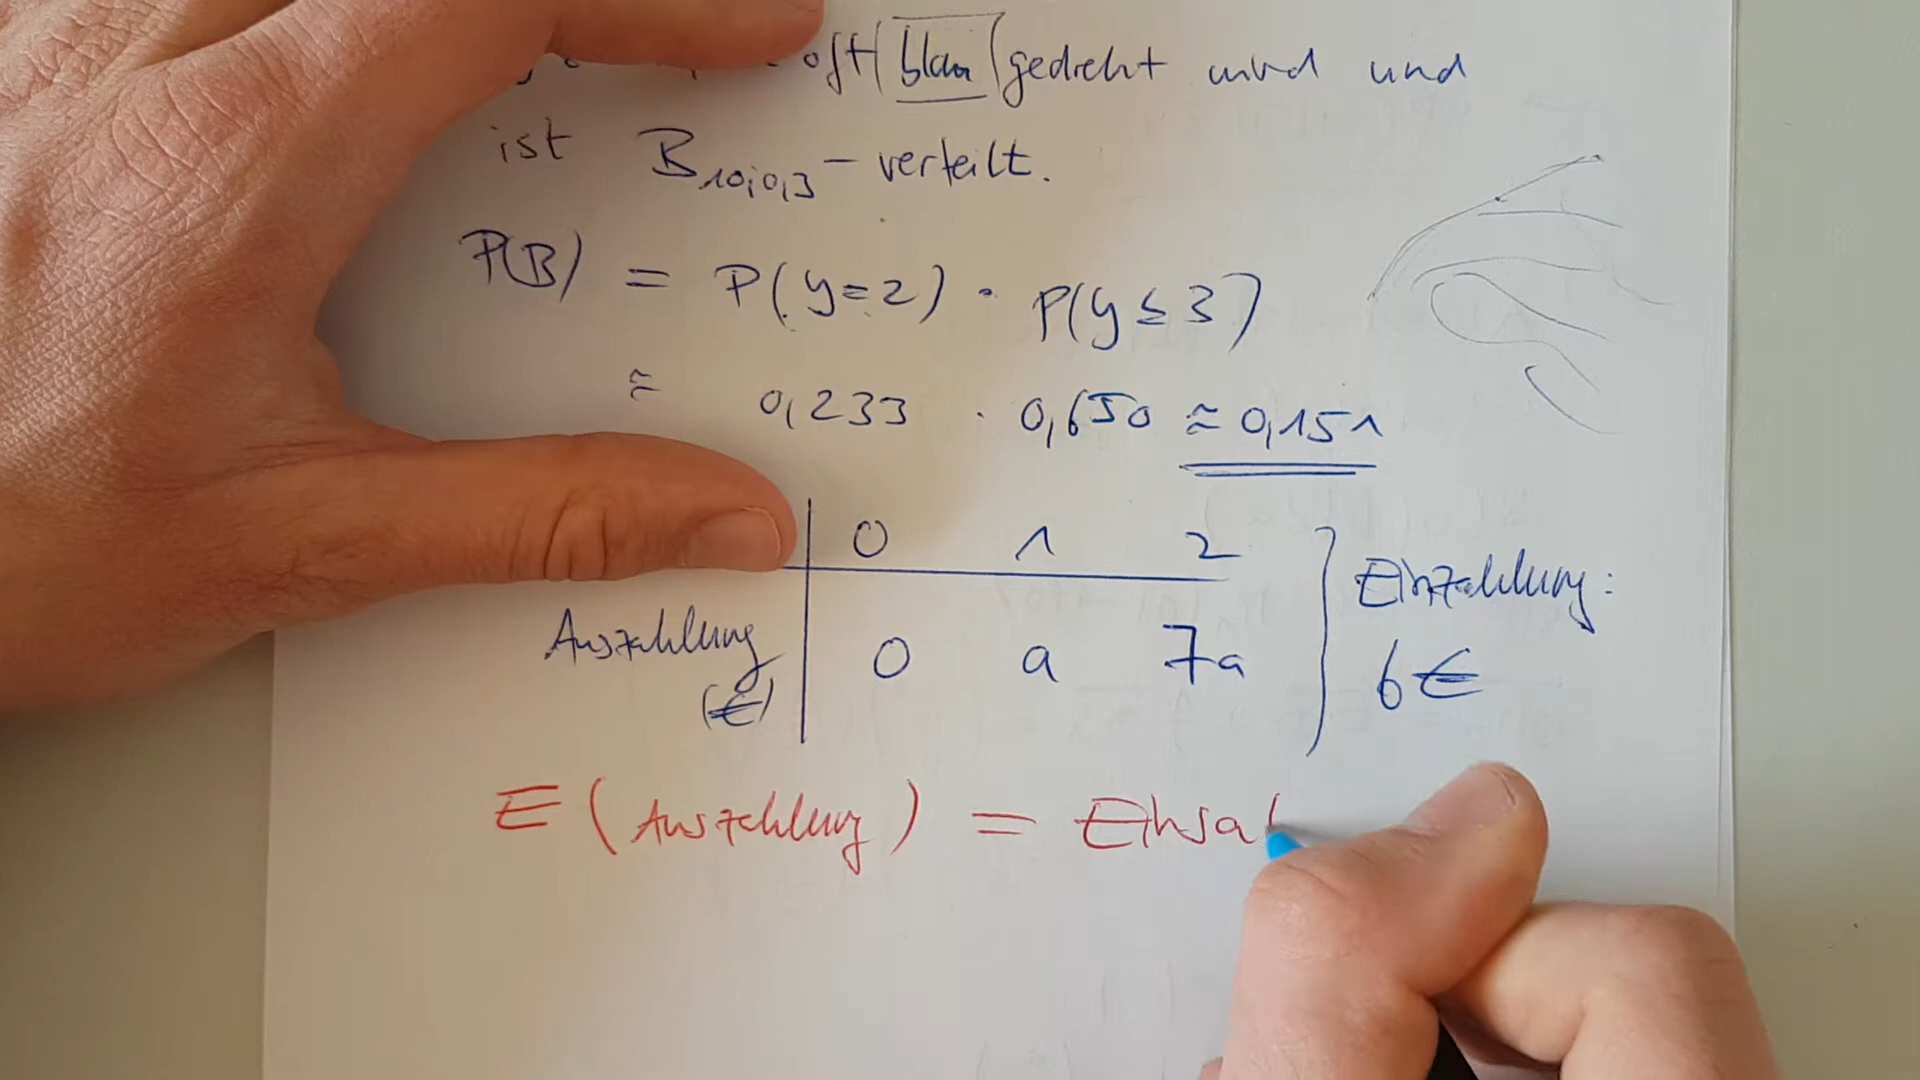 oft blau gedreht wird und
ist B10;0,3 – verteilt.
P(B) = P(y=2) · P(y≤3)
≈ 0,233 · 0,650 ≈ 0,151
0 1 2
Auszahlung (€) 0 a 7a
Einzahlung:
6€
E (Auszahlung) = Einsat